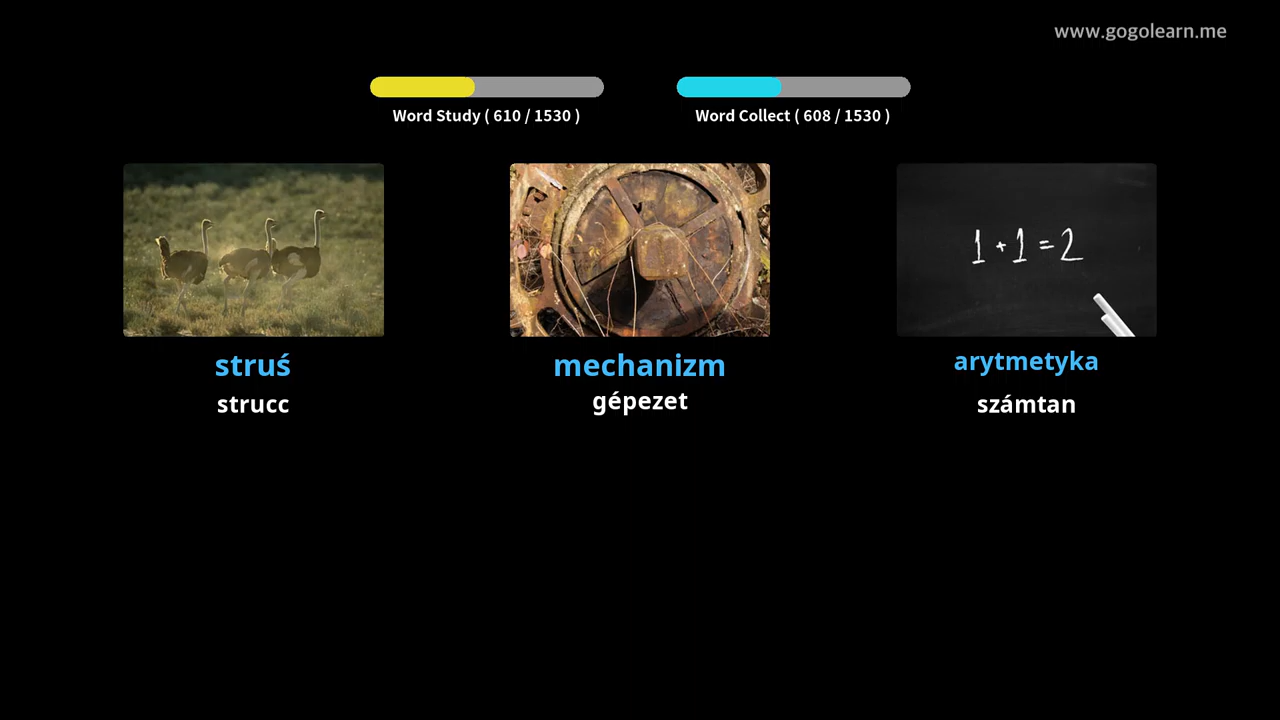 www.gogolearn.me
Word Study ( 610 / 1530 )
Word Collect ( 608 / 1530 )
1 + 1 = 2
struś
strucc
mechanizm
gépezet
arytmetyka
számtan